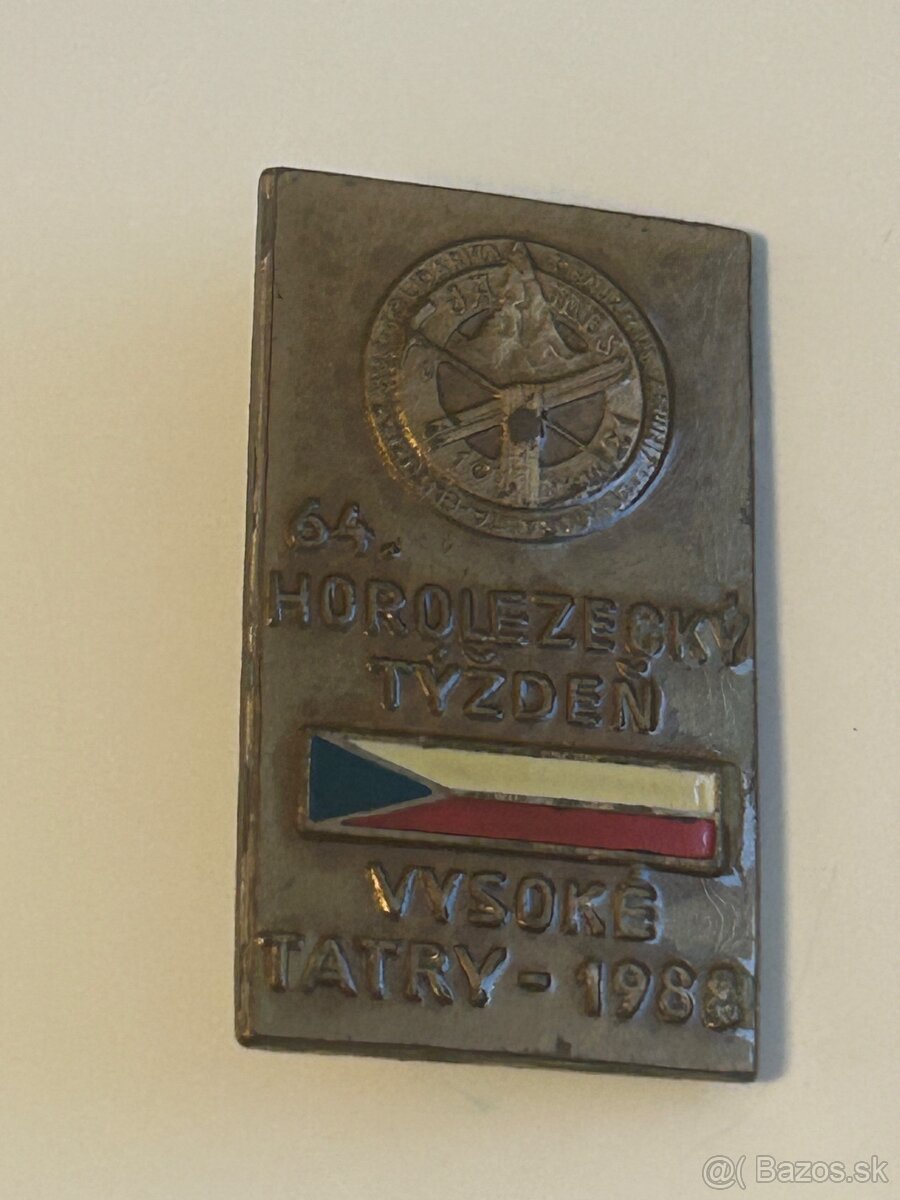 64.
HOROLEZECKÝ
TÝŽDEŇ
VYSOKÉ
TATRY - 1988
@( Bazos.sk